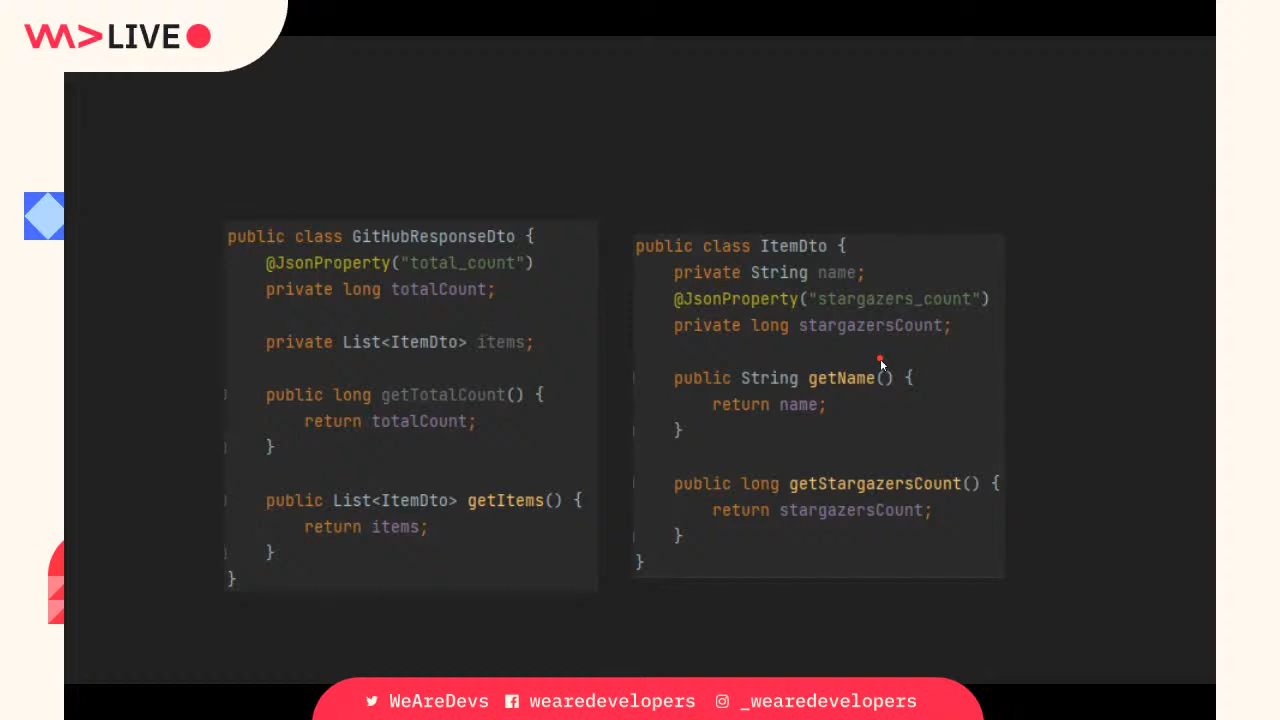 LIVE
public class GitHubResponseDto {
@JsonProperty("total_count")
private long totalCount;
private List<ItemDto> items;
public long getTotalCount() {
return totalCount;
}
public List<ItemDto> getItems() {
return items;
}
}
public class ItemDto {
private String name;
@JsonProperty("stargazers_count")
private long stargazersCount;
public String getName() {
return name;
}
public long getStargazersCount() {
return stargazersCount;
}
}
WeAreDevs wearedevelopers _wearedevelopers